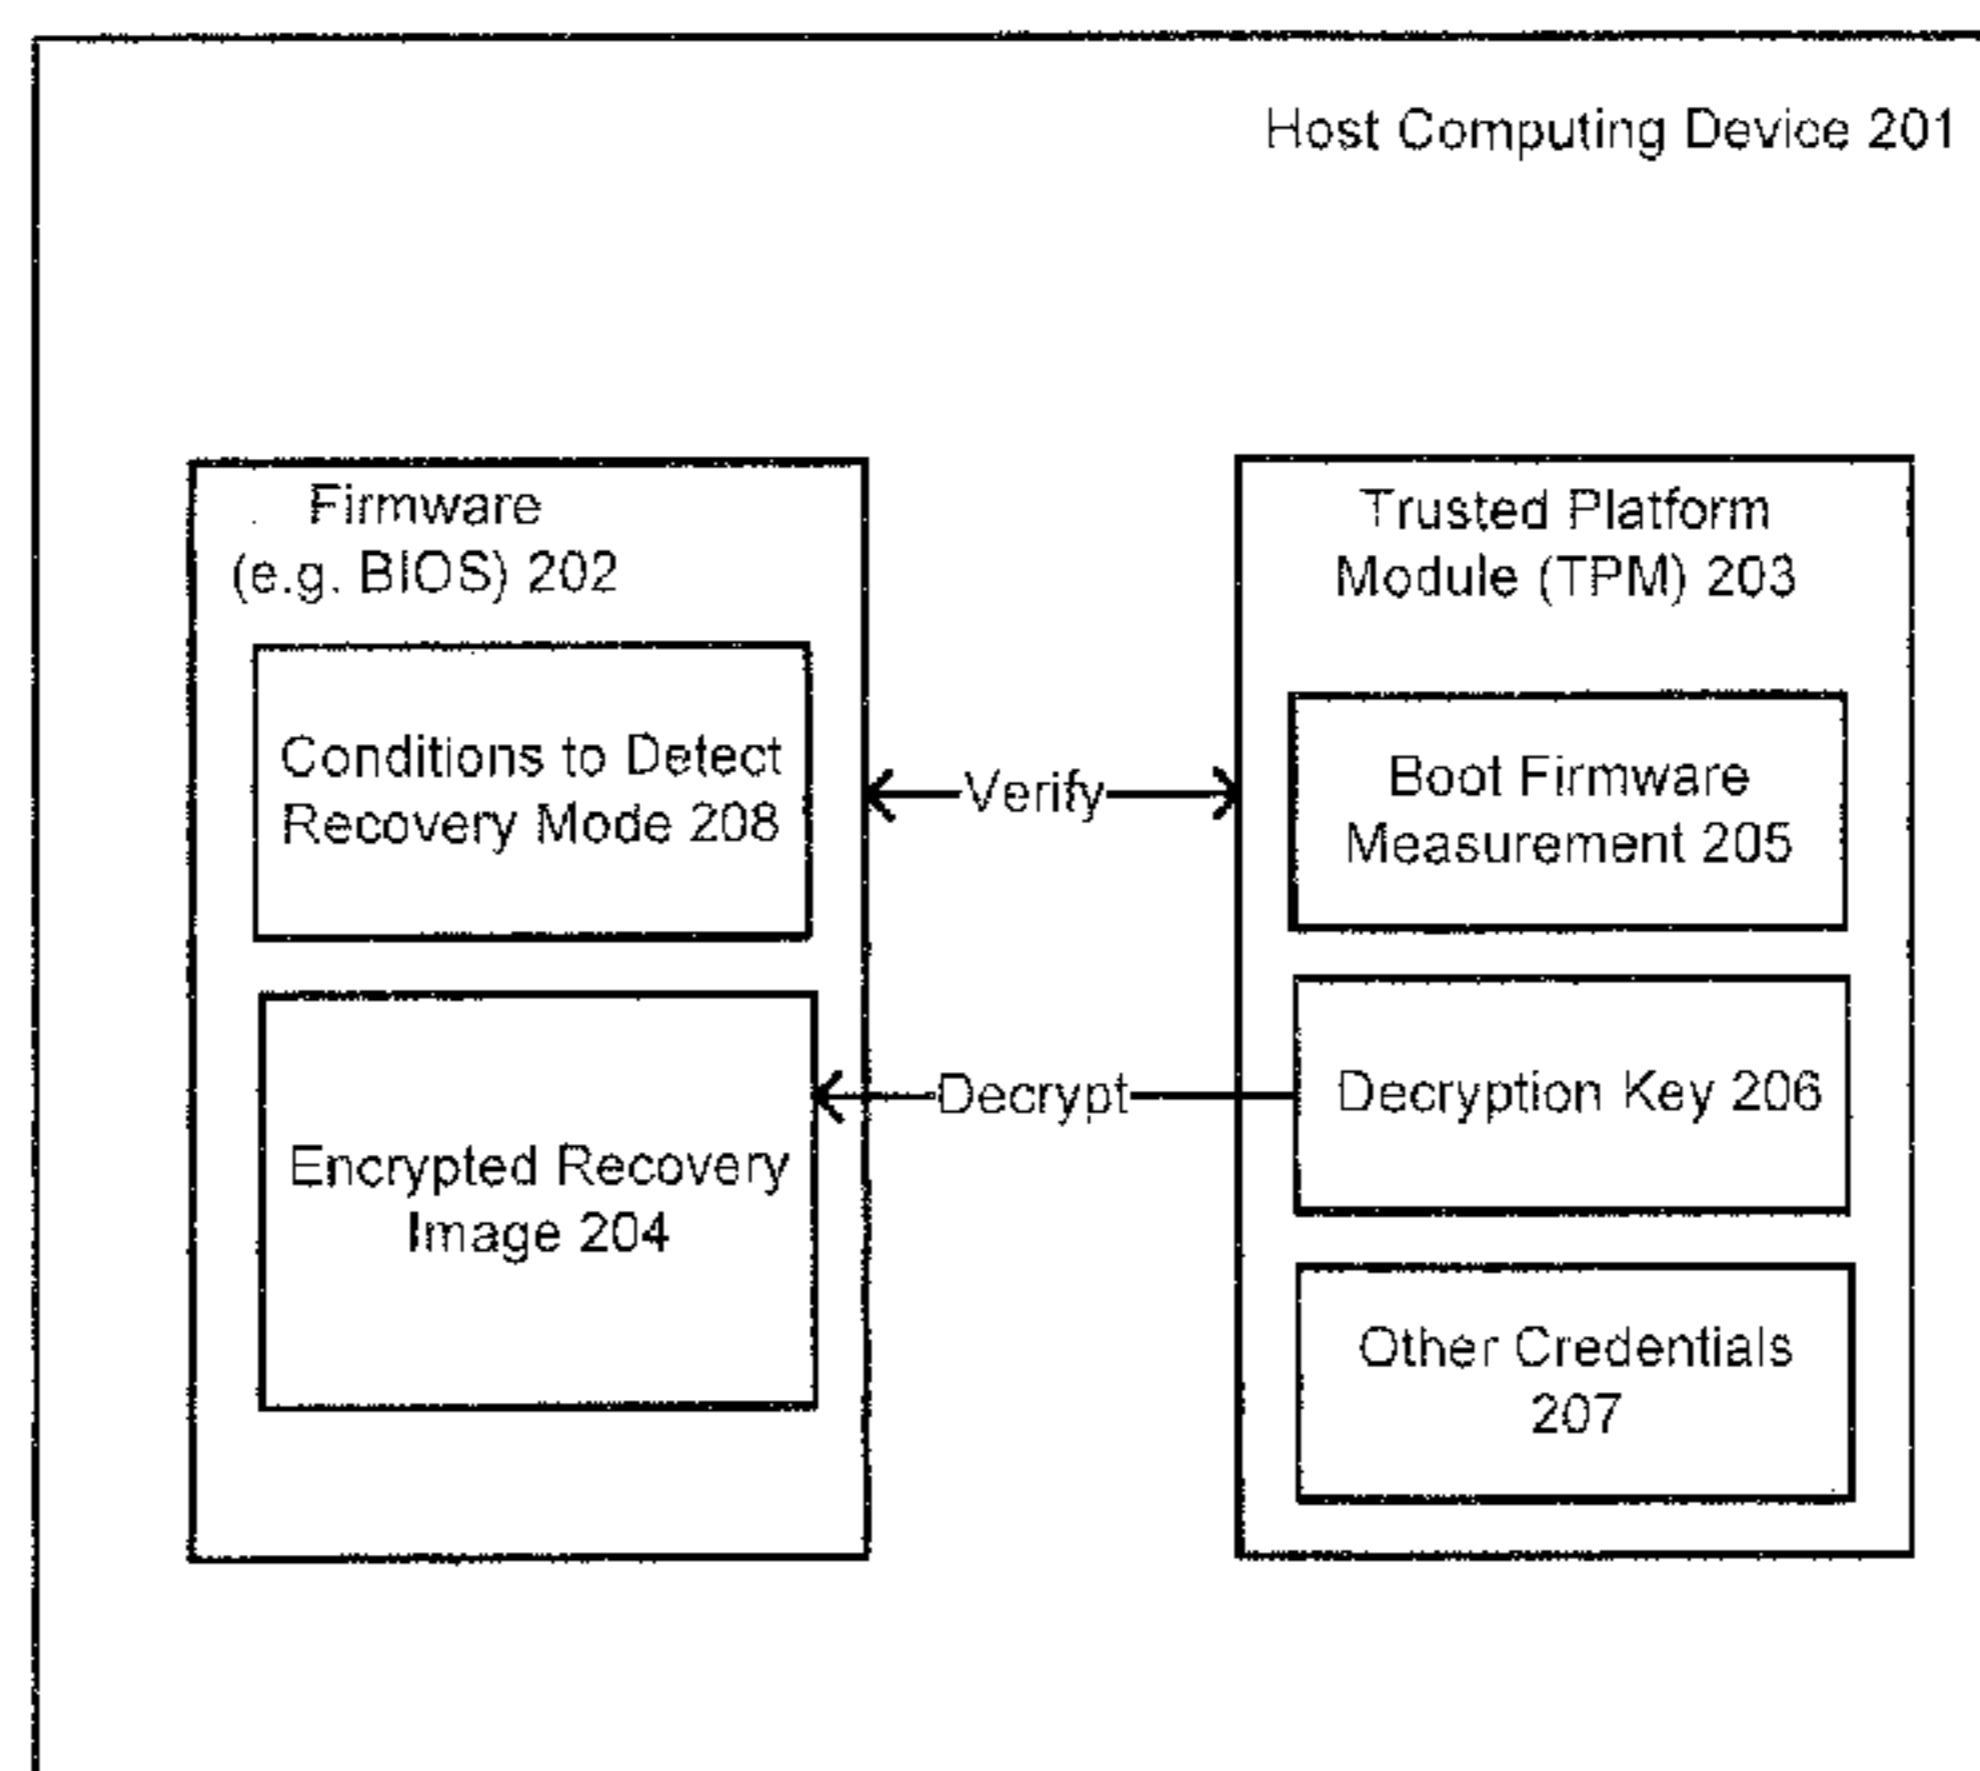 Host Computing Device 201
Firmware
(e.g. BIOS) 202
Conditions to Detect
Recovery Mode 208
Encrypted Recovery
Image 204
Verify
Decrypt
Trusted Platform
Module (TPM) 203
Boot Firmware
Measurement 205
Decryption Key 206
Other Credentials
207